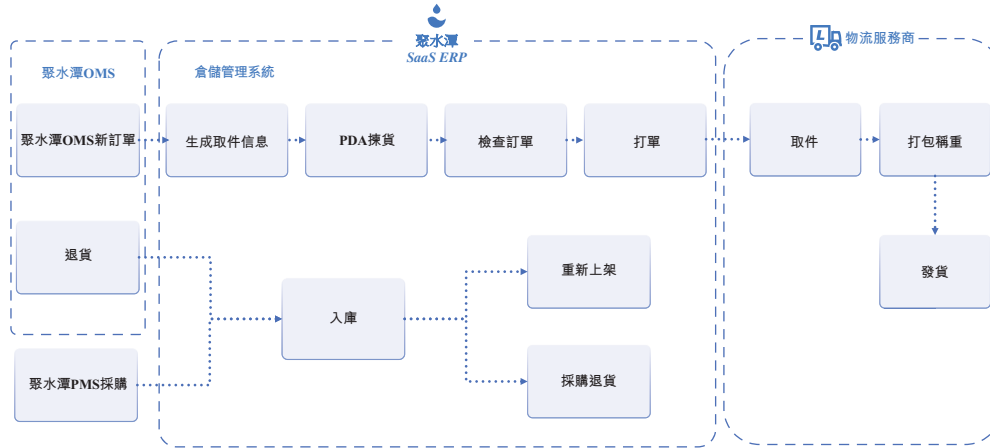 聚水潭
SaaS ERP
物流服務商
聚水潭OMS
倉儲管理系統
聚水潭OMS新訂單
生成取件信息
PDA揀貨
檢查訂單
打單
取件
打包稱重
退貨
重新上架
發貨
入庫
聚水潭PMS採購
採購退貨